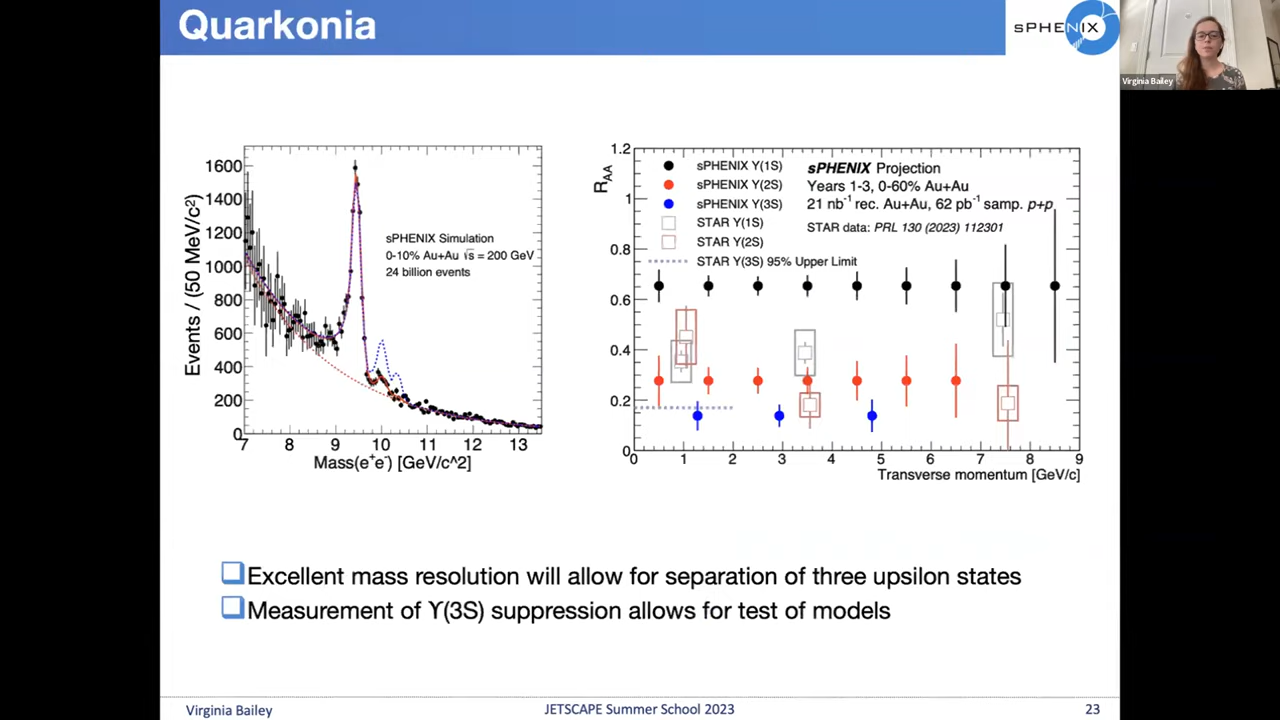 Quarkonia
sPHENIX
Virginia Bailey
1600
1400
1200
1000
800
600
400
200
0
7 8 9 10 11 12 13
Events / (50 MeV/c²)
Mass(e⁺e⁻) [GeV/c^2]
sPHENIX Simulation
0-10% Au+Au √s = 200 GeV
24 billion events
R_AA
1.2
1
0.8
0.6
0.4
0.2
0
0 1 2 3 4 5 6 7 8 9
Transverse momentum [GeV/c]
sPHENIX ϒ(1S)
sPHENIX ϒ(2S)
sPHENIX ϒ(3S)
STAR ϒ(1S)
STAR ϒ(2S)
STAR ϒ(3S) 95% Upper Limit
sPHENIX Projection
Years 1-3, 0-60% Au+Au
21 nb⁻¹ rec. Au+Au, 62 pb⁻¹ samp. p+p
STAR data: PRL 130 (2023) 112301
Excellent mass resolution will allow for separation of three upsilon states
Measurement of ϒ(3S) suppression allows for test of models
Virginia Bailey
JETSCAPE Summer School 2023
23